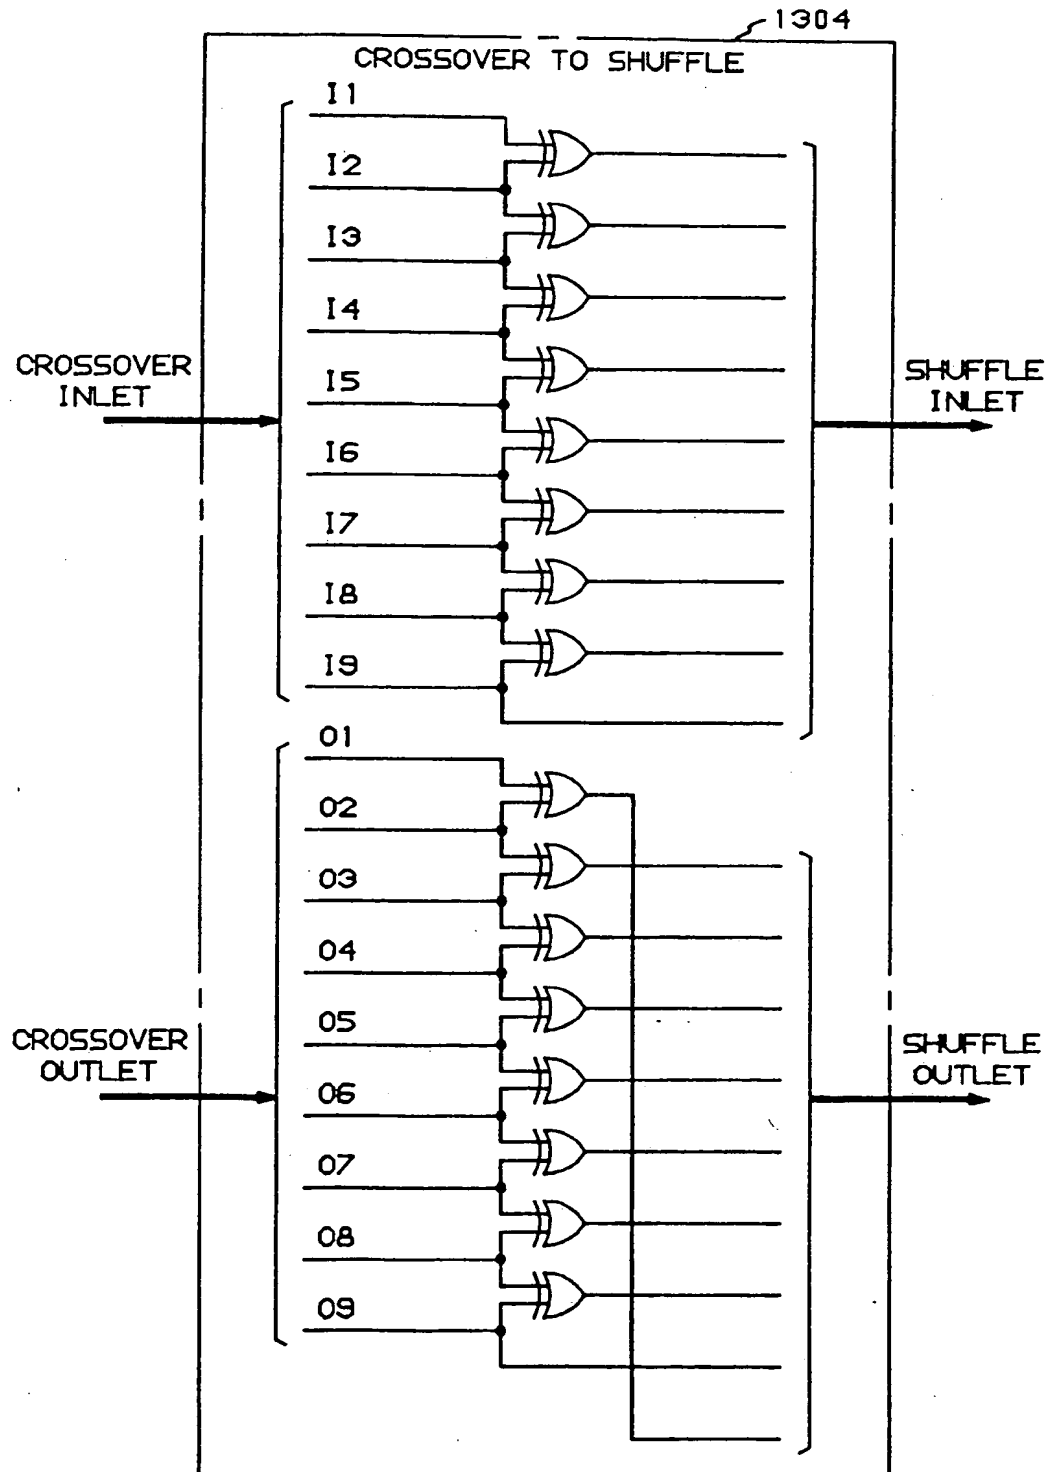 1304
CROSSOVER TO SHUFFLE
I1
I2
I3
I4
CROSSOVER
INLET
I5
SHUFFLE
INLET
I6
I7
I8
I9
O1
O2
O3
O4
CROSSOVER
OUTLET
O5
SHUFFLE
OUTLET
O6
O7
O8
O9